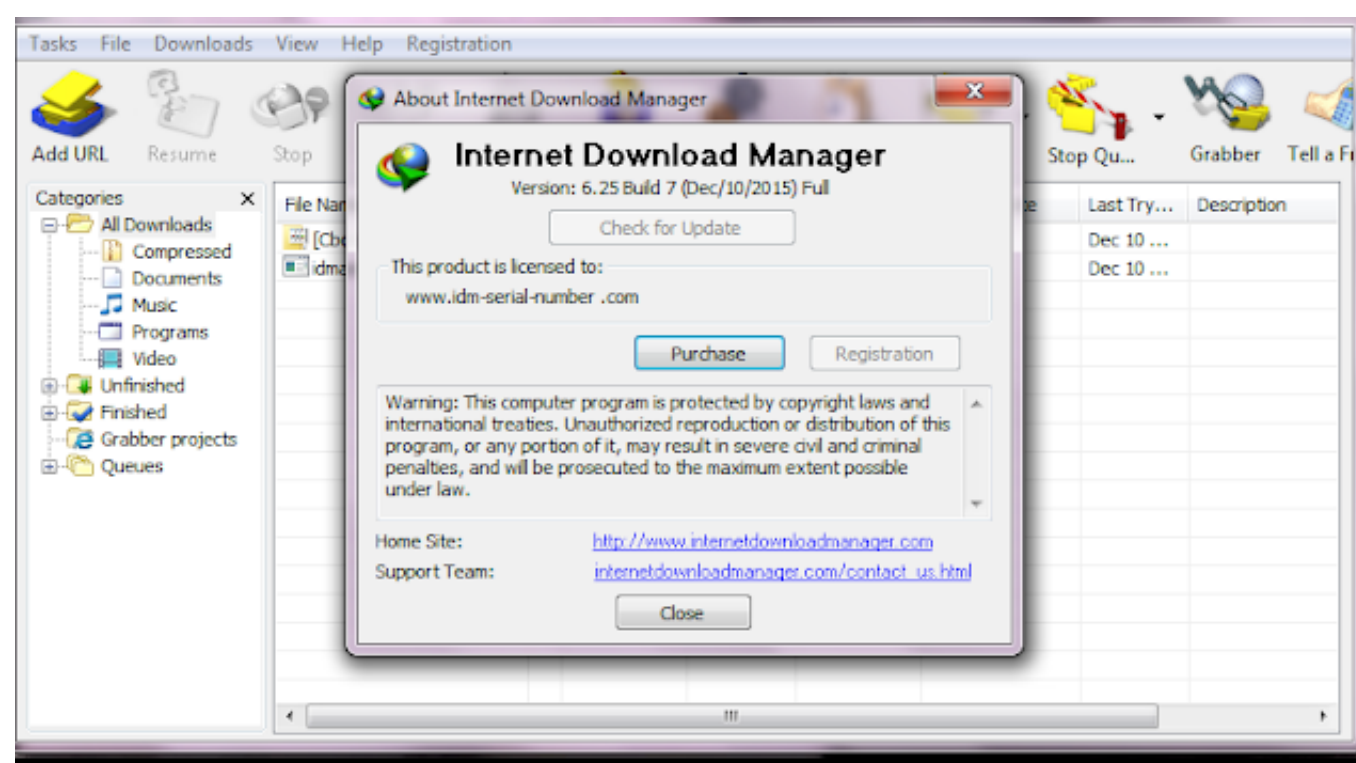 Tasks File Downloads View Help Registration
Add URL Resume Stop Stop Qu... Grabber Tell a
Categories X
All Downloads
Compressed
Documents
Music
Programs
Video
Unfinished
Finished
Grabber projects
Queues
File
Last Try... Description
Dec 10 ...
Dec 10 ...
About Internet Download Manager
Internet Download Manager
Version: 6.25 Build 7 (Dec/10/2015) Full
Check for Update
This product is licensed to:
www.idm-serial-number .com
Purchase Registration
Warning: This computer program is protected by copyright laws and
international treaties. Unauthorized reproduction or distribution of this
program, or any portion of it, may result in severe civil and criminal
penalties, and will be prosecuted to the maximum extent possible
under law.
Home Site: http://www.internetdownloadmanager.com
Support Team: internetdownloadmanager.com/contact_us.html
Close